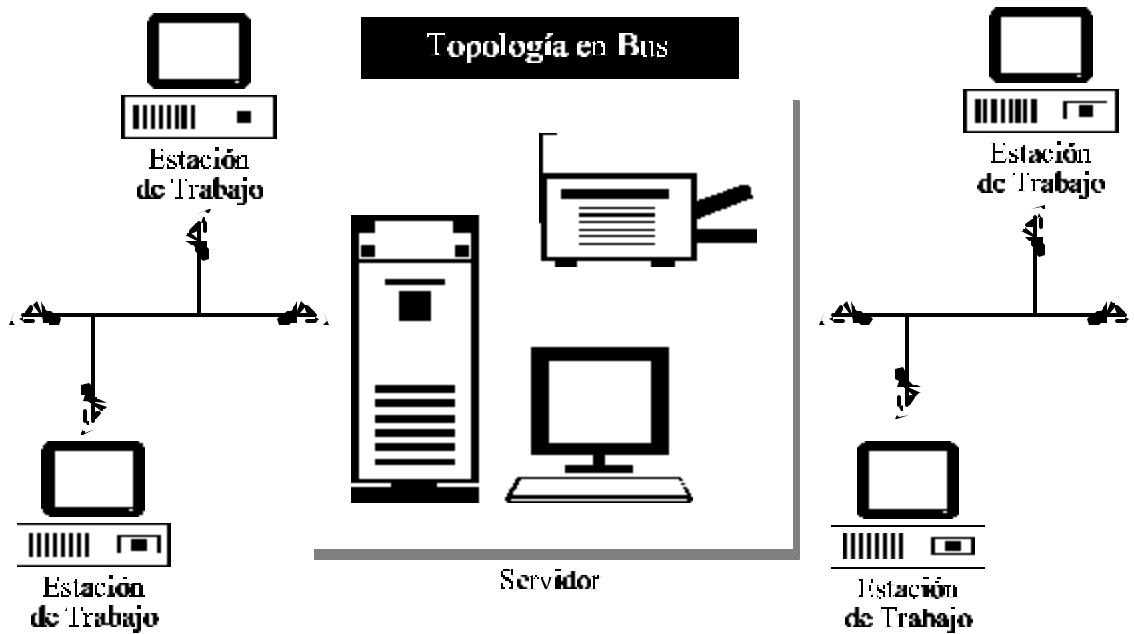 Topología en Bus
Estación
de Trabajo
Estación
de Trabajo
Estación
de Trabajo
Servidor
Estación
de Trabajo